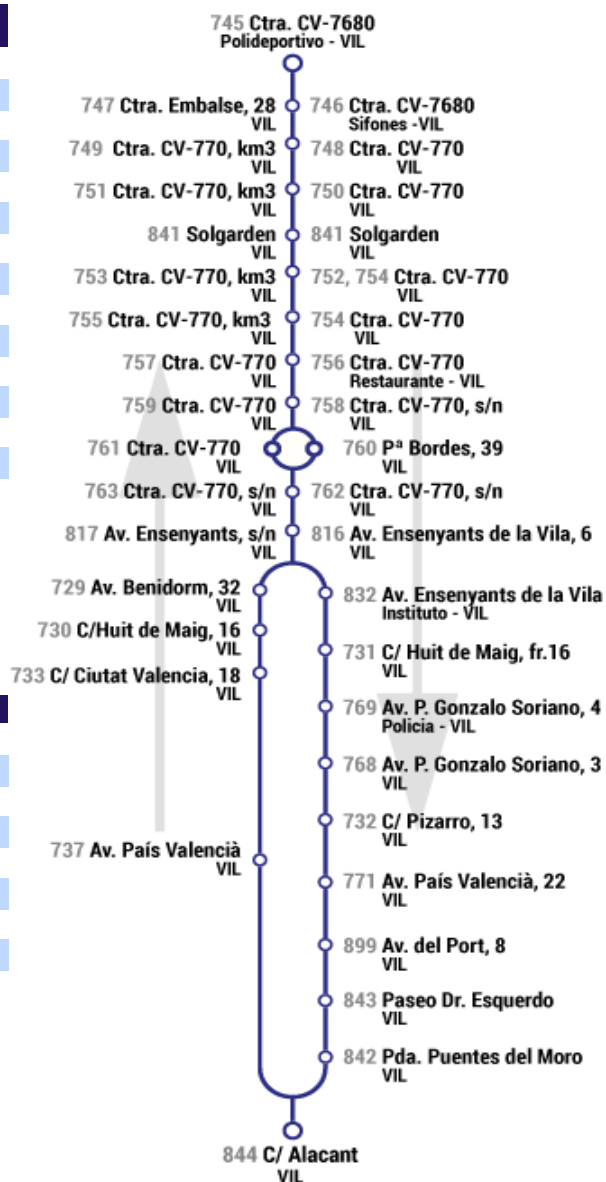 745 Ctra. CV-7680
Polideportivo - VIL
747 Ctra. Embalse, 28
VIL
746 Ctra. CV-7680
Sifones -VIL
749 Ctra. CV-770, km3
VIL
748 Ctra. CV-770
VIL
751 Ctra. CV-770, km3
VIL
750 Ctra. CV-770
VIL
841 Solgarden
VIL
841 Solgarden
VIL
753 Ctra. CV-770, km3
VIL
752, 754 Ctra. CV-770
VIL
755 Ctra. CV-770, km3
VIL
754 Ctra. CV-770
VIL
757 Ctra. CV-770
VIL
756 Ctra. CV-770
Restaurante - VIL
759 Ctra. CV-770
VIL
758 Ctra. CV-770, s/n
VIL
761 Ctra. CV-770
VIL
760 Pª Bordes, 39
VIL
763 Ctra. CV-770, s/n
VIL
762 Ctra. CV-770, s/n
VIL
817 Av. Ensenyants, s/n
VIL
816 Av. Ensenyants de la Vila, 6
VIL
729 Av. Benidorm, 32
VIL
832 Av. Ensenyants de la Vila
Instituto - VIL
730 C/Huit de Maig, 16
VIL
731 C/ Huit de Maig, fr.16
VIL
733 C/ Ciutat Valencia, 18
VIL
769 Av. P. Gonzalo Soriano, 4
Policia - VIL
768 Av. P. Gonzalo Soriano, 3
VIL
732 C/ Pizarro, 13
VIL
737 Av. País Valencià
VIL
771 Av. País Valencià, 22
VIL
899 Av. del Port, 8
VIL
843 Paseo Dr. Esquerdo
VIL
842 Pda. Puentes del Moro
VIL
844 C/ Alacant
VIL